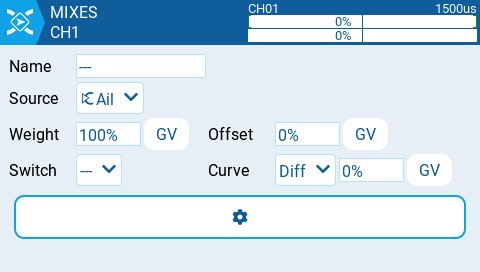 MIXES
CH1
CH01 1500us
0%
0%
Name ---
Source Ail
Weight 100% GV Offset 0% GV
Switch --- Curve Diff 0% GV